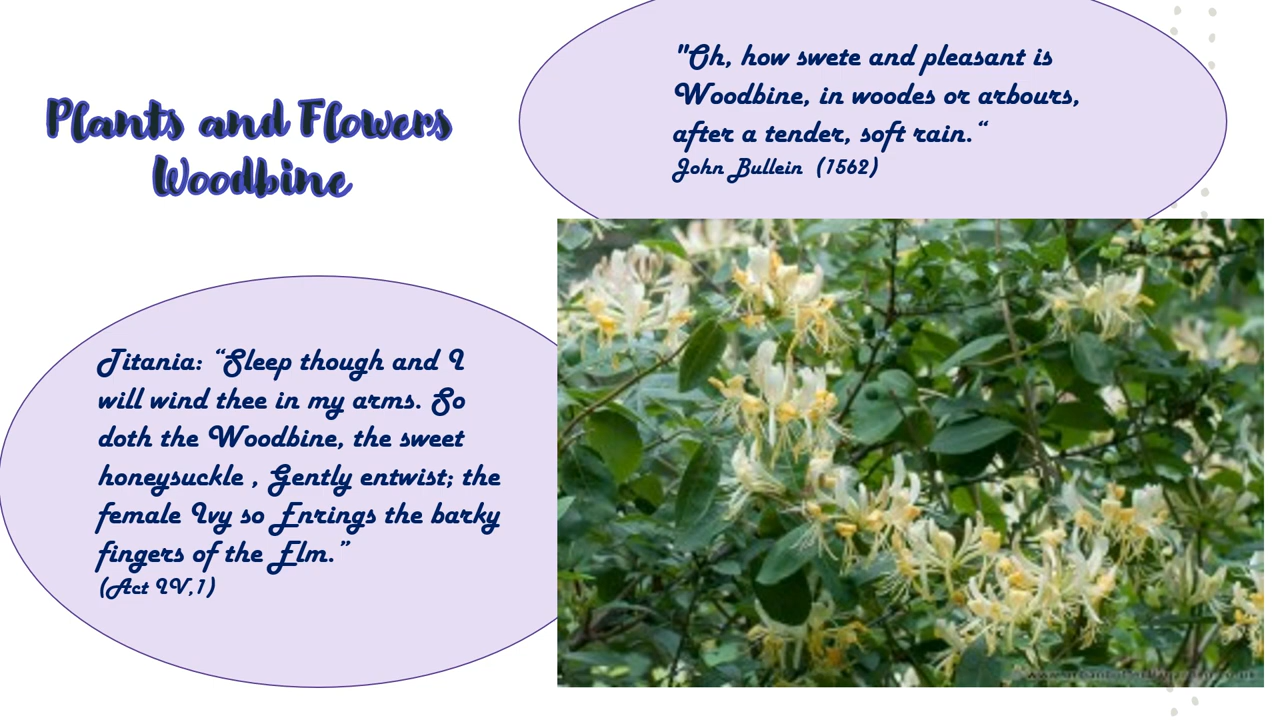 Plants and Flowers
Woodbine
"Oh, how swete and pleasant is
Woodbine, in woodes or arbours,
after a tender, soft rain.“
John Bullein (1562)
Titania: “Sleep though and I
will wind thee in my arms. So
doth the Woodbine, the sweet
honeysuckle , Gently entwist; the
female Ivy so Enrings the barky
fingers of the Elm.”
(Act IV,1)